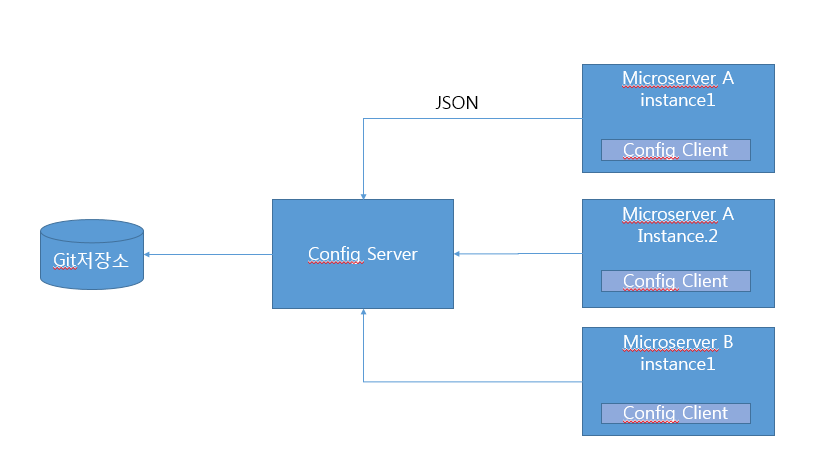 JSON
Microserver A
instance1
Config Client
Git저장소
Config Server
Microserver A
Instance.2
Config Client
Microserver B
instance1
Config Client